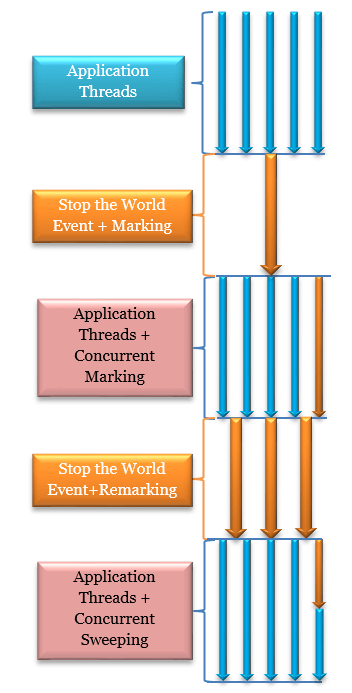 Application
Threads
Stop the World
Event + Marking
Application
Threads +
Concurrent
Marking
Stop the World
Event+Remarking
Application
Threads +
Concurrent
Sweeping